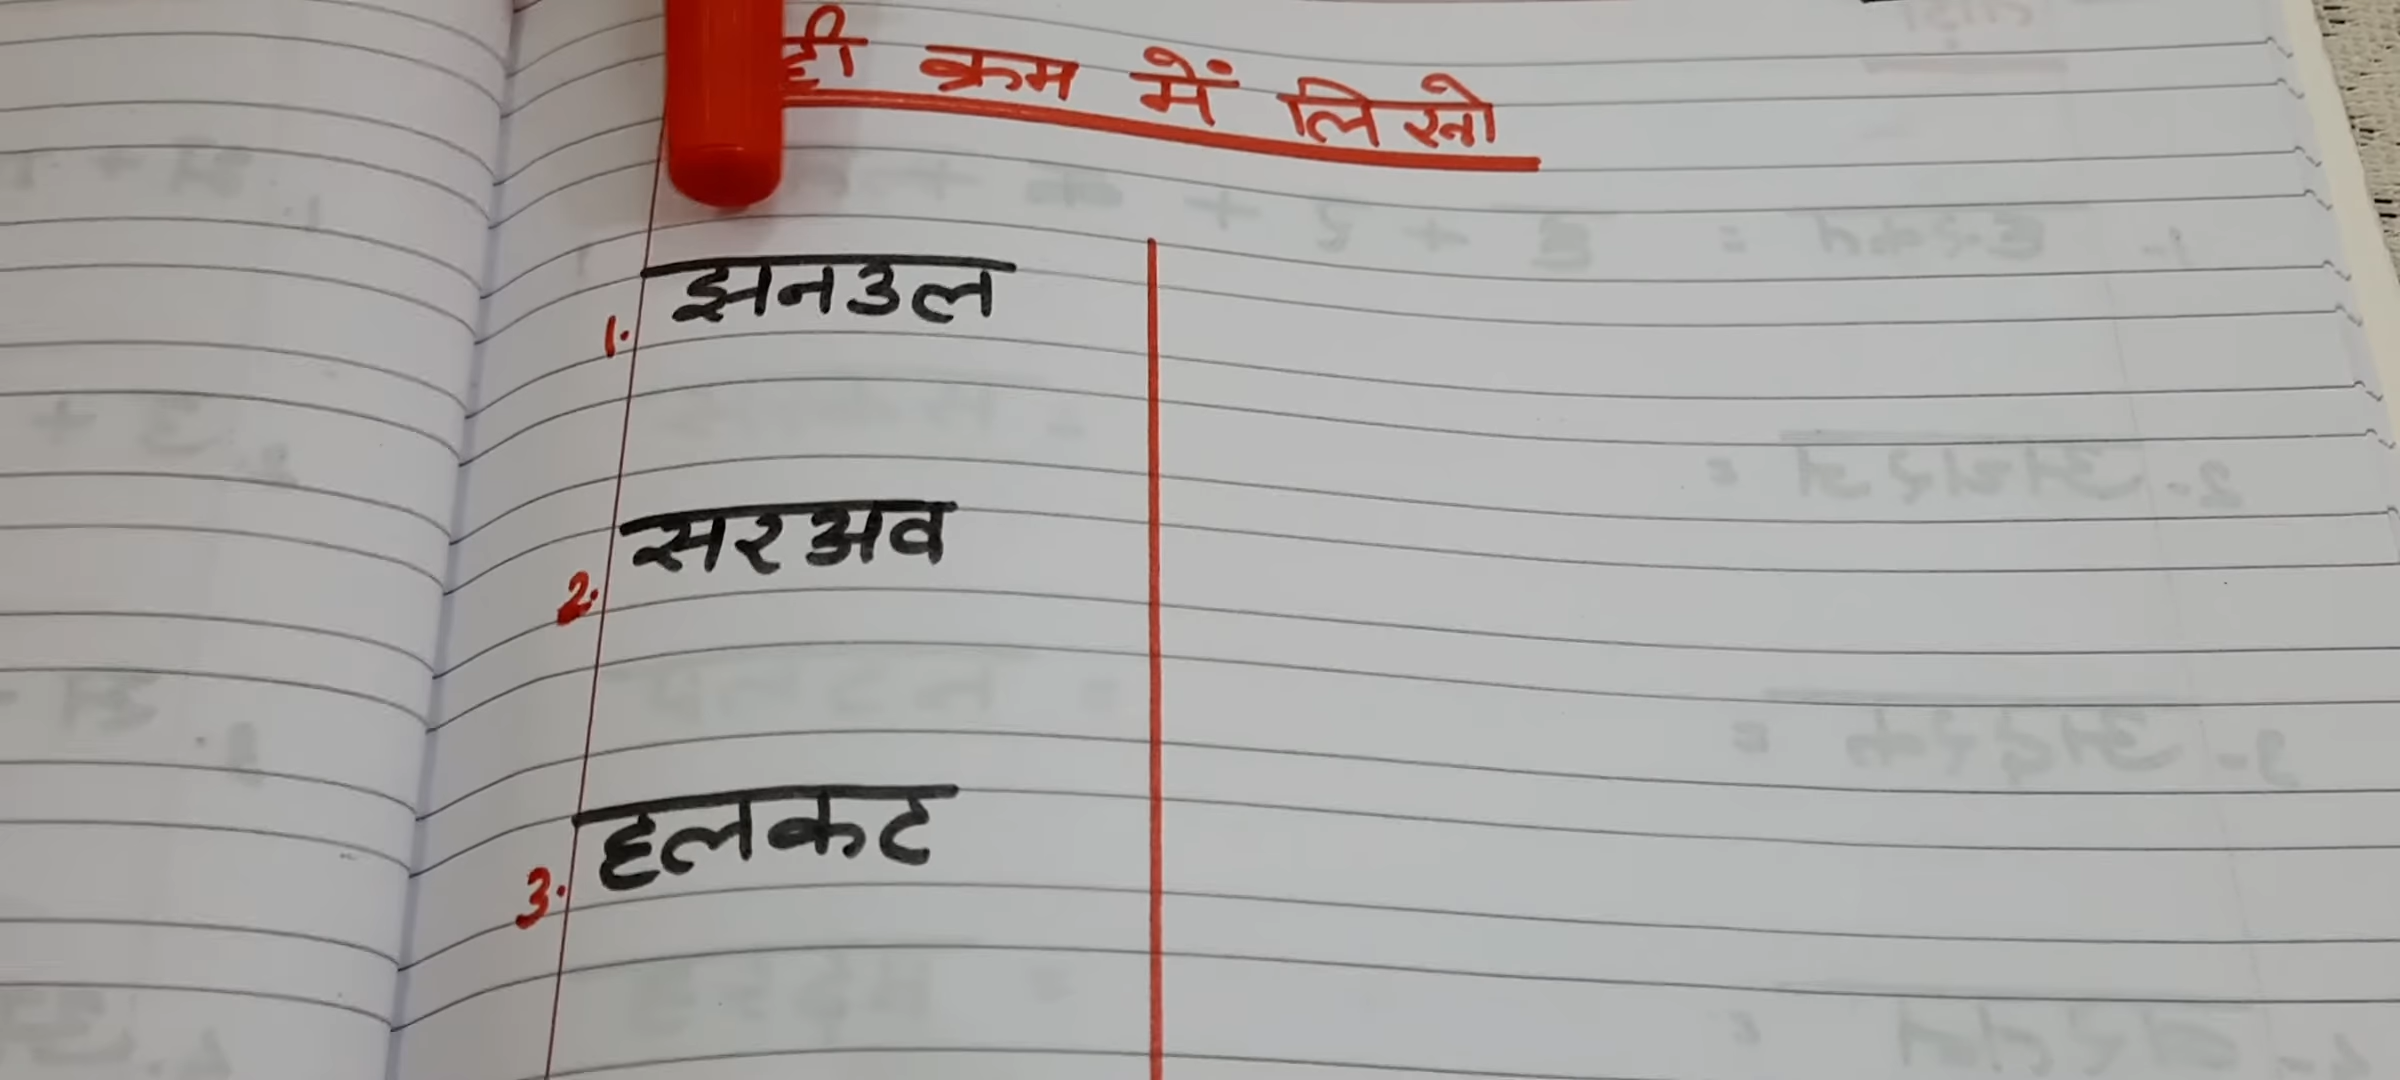 ही क्रम में लिखो
1. झनउल
2. सरअव
3. हलकट